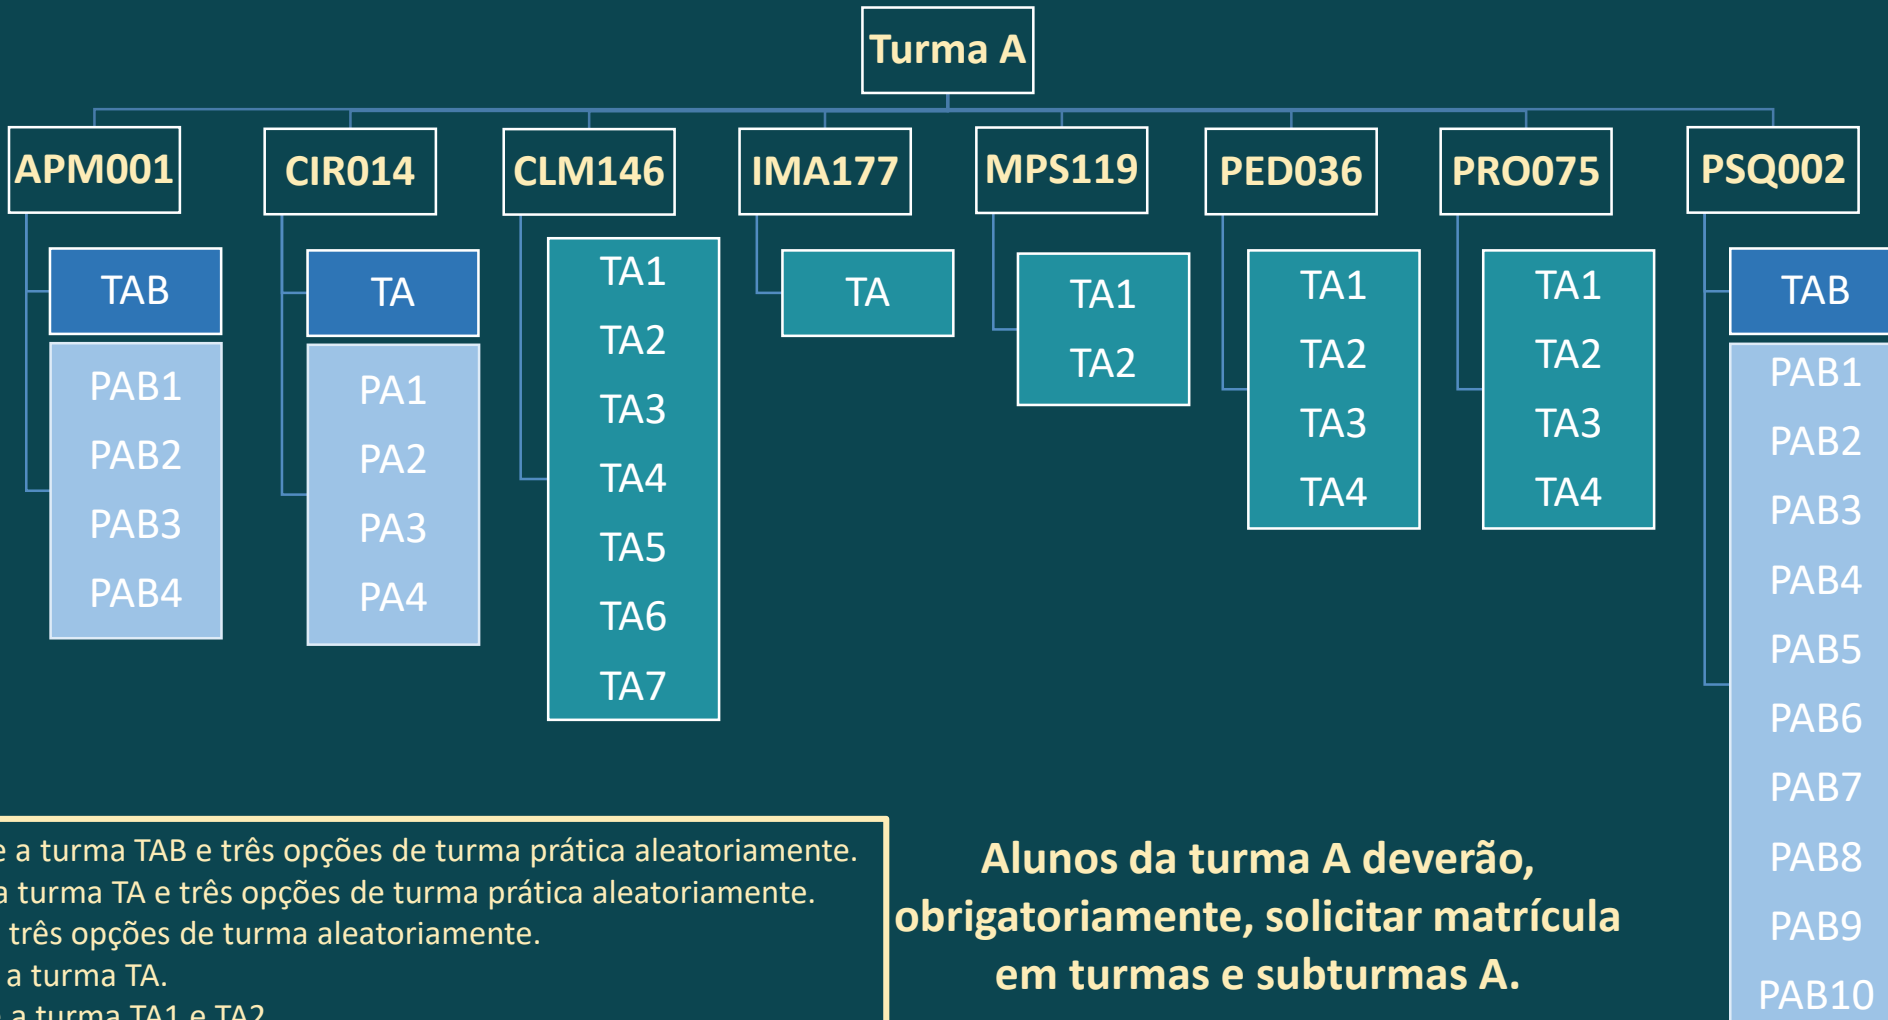 Turma A
APM001
CIR014
CLM146
IMA177
MPS119
PED036
PRO075
PSQ002
TAB
PAB1
PAB2
PAB3
PAB4
TA
PA1
PA2
PA3
PA4
TA1
TA2
TA3
TA4
TA5
TA6
TA7
TA
TA1
TA2
TA1
TA2
TA3
TA4
TA1
TA2
TA3
TA4
TAB
PAB1
PAB2
PAB3
PAB4
PAB5
PAB6
PAB7
PAB8
PAB9
PAB10
e a turma TAB e três opções de turma prática aleatoriamente.
a turma TA e três opções de turma prática aleatoriamente.
três opções de turma aleatoriamente.
a turma TA.
a turma TA1 e TA2
Alunos da turma A deverão,
obrigatoriamente, solicitar matrícula
em turmas e subturmas A.